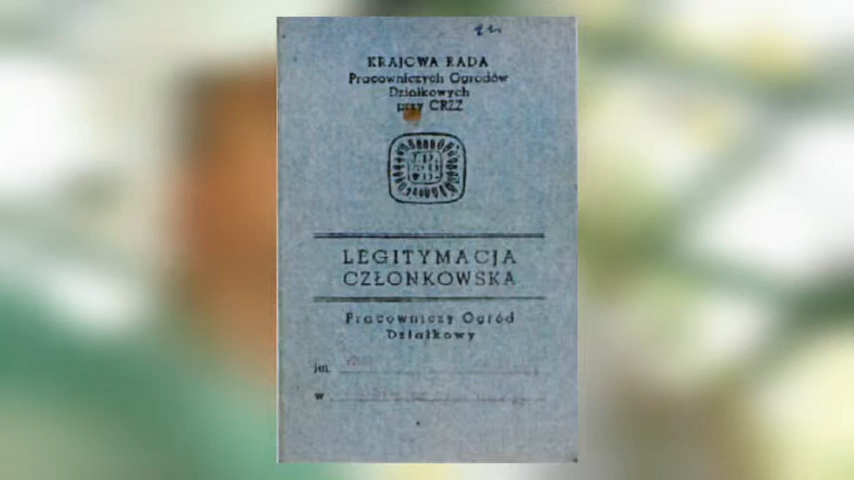 KRAJOWA RADA
Pracowniczych Ogrodów
Działkowych
przy CRZZ
LEGITYMACJA
CZŁONKOWSKA
Pracowniczy Ogród
Działkowy
im.
w